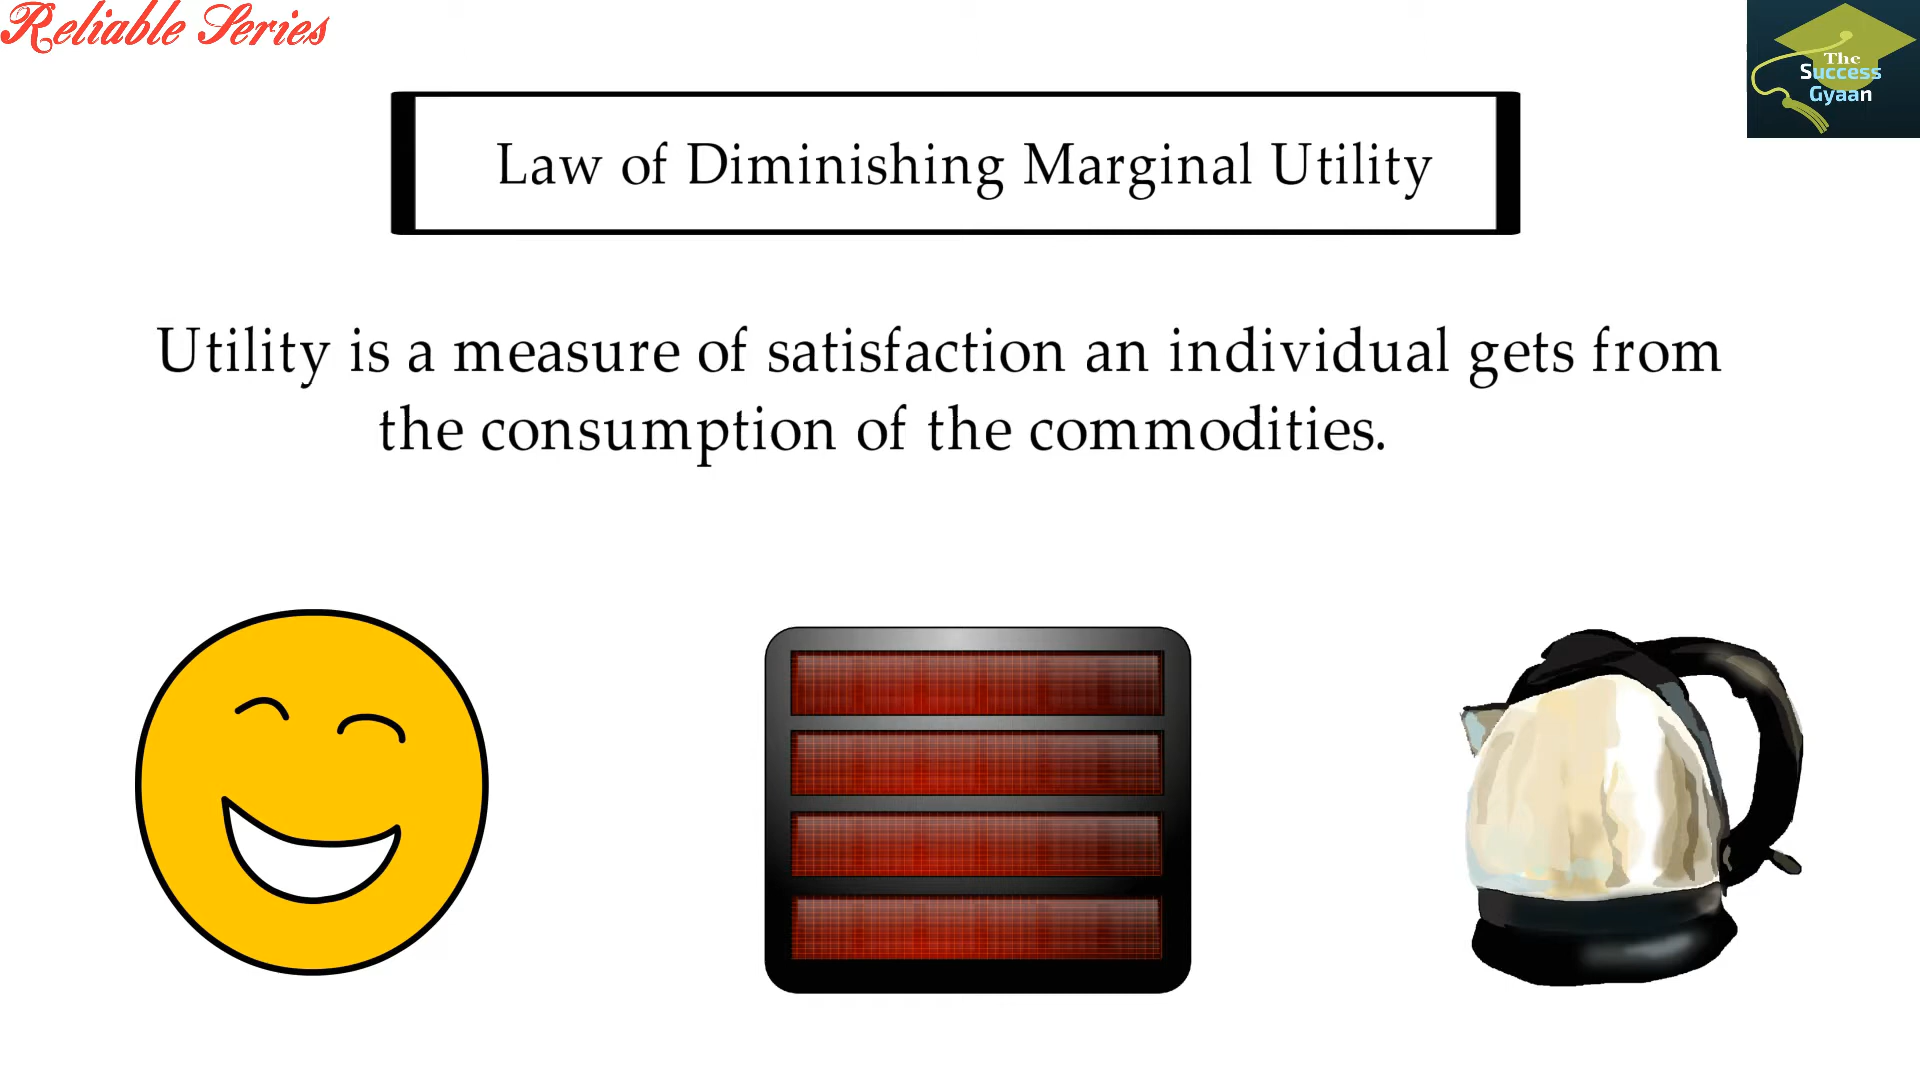 Reliable Series
The
Success
Gyaan
Law of Diminishing Marginal Utility
Utility is a measure of satisfaction an individual gets from
the consumption of the commodities.